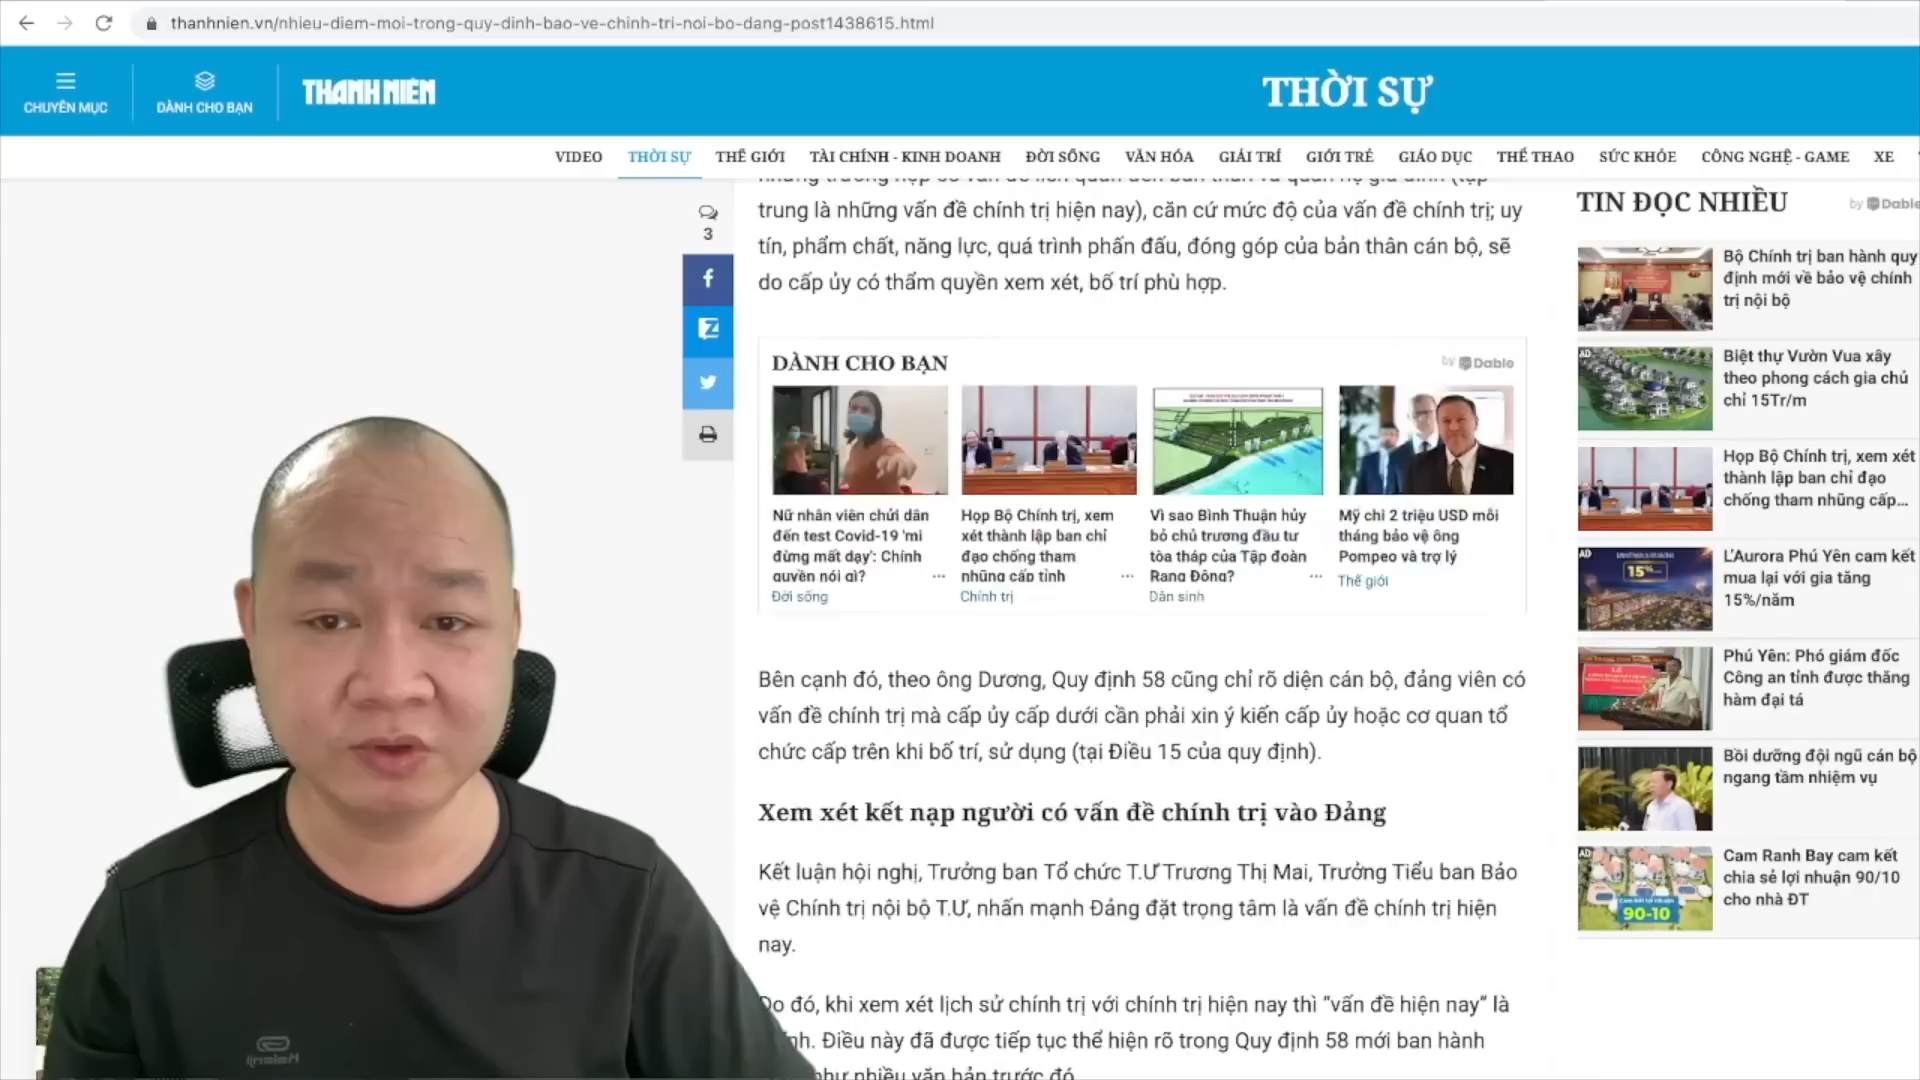 thanhnien.vn/nhieu-diem-moi-trong-quy-dinh-bao-ve-chinh-tri-noi-bo-dang-post1438615.html
CHUYÊN MỤC
DÀNH CHO BẠN
THANH NIÊN
THỜI SỰ
VIDEO THỜI SỰ THẾ GIỚI TÀI CHÍNH - KINH DOANH ĐỜI SỐNG VĂN HÓA GIẢI TRÍ GIỚI TRẺ GIÁO DỤC THỂ THAO SỨC KHỎE CÔNG NGHỆ - GAME XE
3
trung là những vấn đề chính trị hiện nay), căn cứ mức độ của vấn đề chính trị; uy
tín, phẩm chất, năng lực, quá trình phấn đấu, đóng góp của bản thân cán bộ, sẽ
do cấp ủy có thẩm quyền xem xét, bố trí phù hợp.
DÀNH CHO BẠN
by Dable
Nữ nhân viên chửi dân
đến test Covid-19 'mi
đừng mất dạy': Chính
quyền nói gì? ...
Đời sống
Họp Bộ Chính trị, xem
xét thành lập ban chỉ
đạo chống tham
nhũng cấp tỉnh ...
Chính trị
Vì sao Bình Thuận hủy
bỏ chủ trương đầu tư
tòa tháp của Tập đoàn
Rạng Đông? ...
Dân sinh
Mỹ chi 2 triệu USD mỗi
tháng bảo vệ ông
Pompeo và trợ lý
Thế giới
Bên cạnh đó, theo ông Dương, Quy định 58 cũng chỉ rõ diện cán bộ, đảng viên có
vấn đề chính trị mà cấp ủy cấp dưới cần phải xin ý kiến cấp ủy hoặc cơ quan tổ
chức cấp trên khi bố trí, sử dụng (tại Điều 15 của quy định).
Xem xét kết nạp người có vấn đề chính trị vào Đảng
Kết luận hội nghị, Trưởng ban Tổ chức T.Ư Trương Thị Mai, Trưởng Tiểu ban Bảo
vệ Chính trị nội bộ T.Ư, nhấn mạnh Đảng đặt trọng tâm là vấn đề chính trị hiện
nay.
Do đó, khi xem xét lịch sử chính trị với chính trị hiện nay thì “vấn đề hiện nay” là
Điều này đã được tiếp tục thể hiện rõ trong Quy định 58 mới ban hành
như nhiều văn bản trước đó
TIN ĐỌC NHIỀU
by Dable
Bộ Chính trị ban hành quy
định mới về bảo vệ chính
trị nội bộ
AD
Biệt thự Vườn Vua xây
theo phong cách gia chủ
chỉ 15Tr/m
Họp Bộ Chính trị, xem xét
thành lập ban chỉ đạo
chống tham nhũng cấp...
AD
15%
L'Aurora Phú Yên cam kết
mua lại với gia tăng
15%/năm
Phú Yên: Phó giám đốc
Công an tỉnh được thăng
hàm đại tá
Bồi dưỡng đội ngũ cán bộ
ngang tầm nhiệm vụ
AD
90-10
Cam Ranh Bay cam kết
chia sẻ lợi nhuận 90/10
cho nhà ĐT